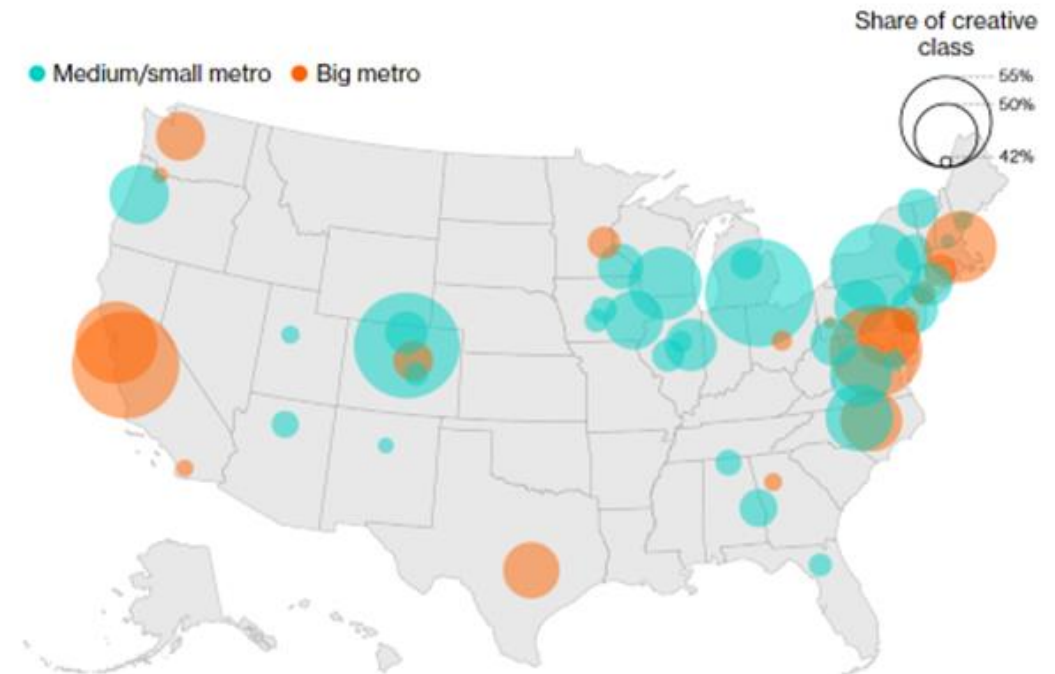 Share of creative
class
Medium/small metro Big metro
55%
50%
42%